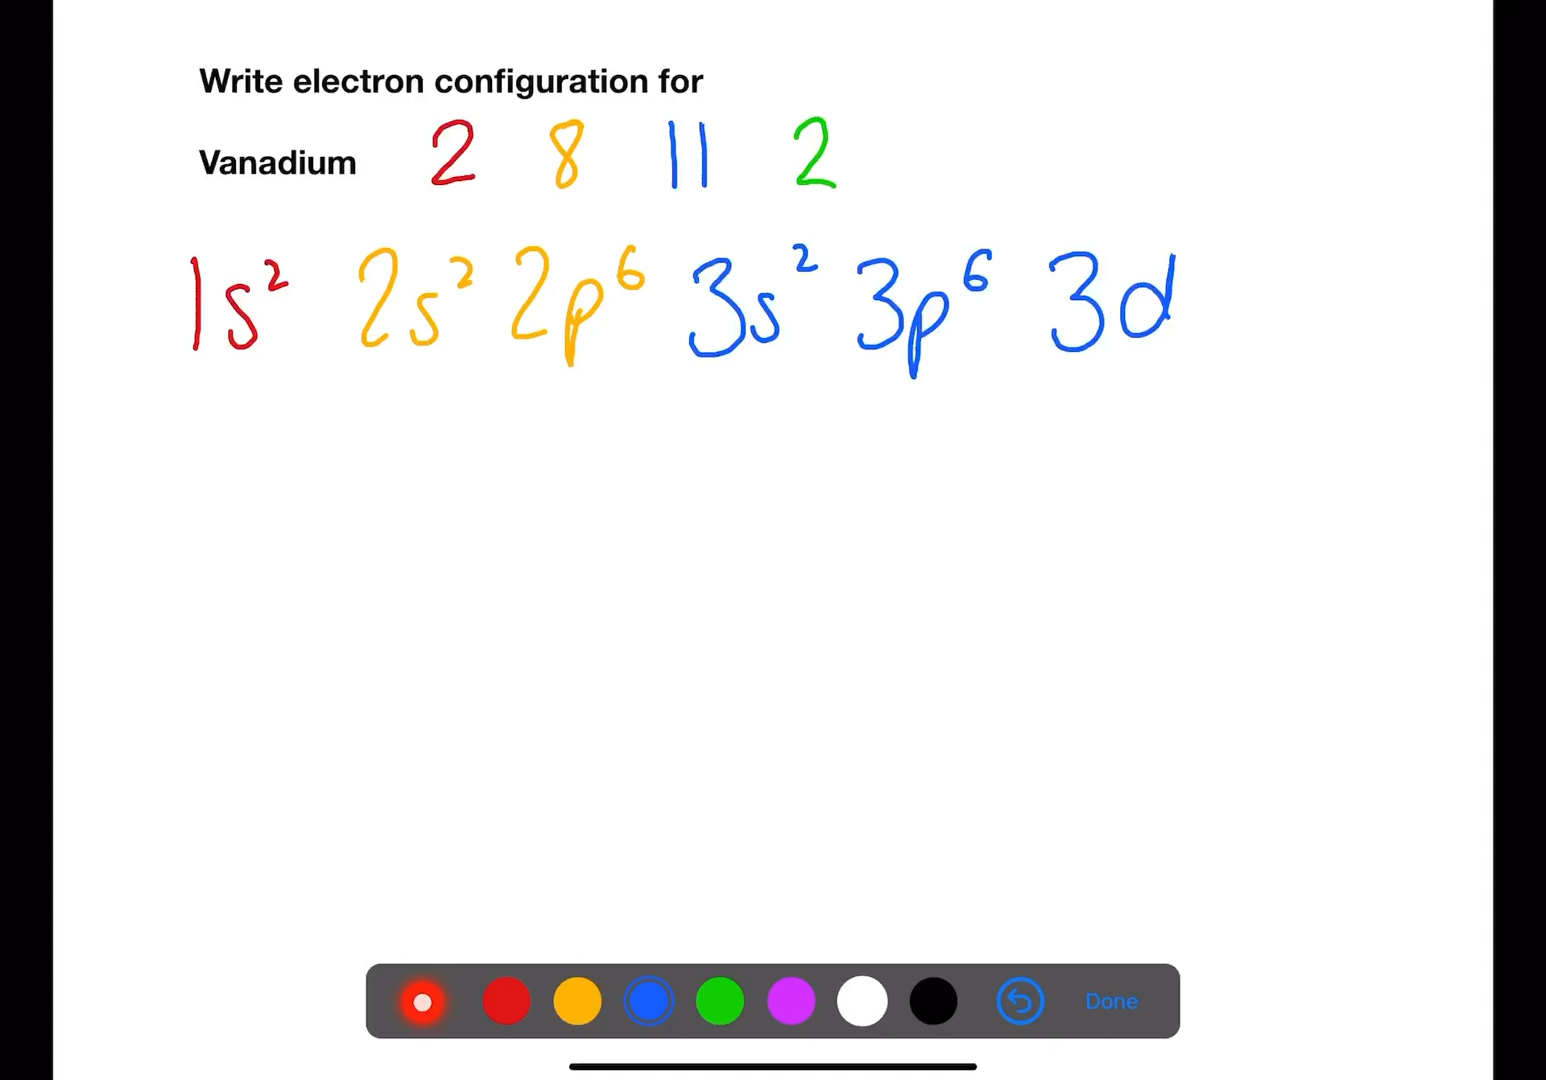 Write electron configuration for
Vanadium 2 8 11 2
1s² 2s² 2p⁶ 3s² 3p⁶ 3d
Done